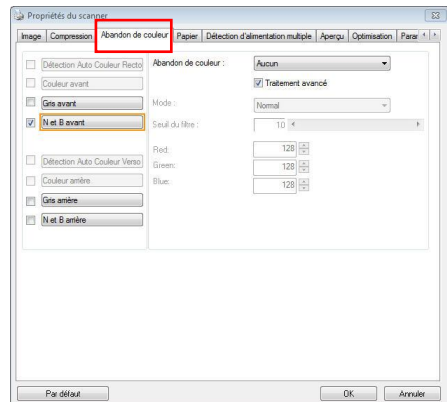 Propriétés du scanner
Image Compression Abandon de couleur Papier Détection d'alimentation multiple Aperçu Optimisation Parar
Détection Auto Couleur Recto
Abandon de couleur : Aucun
Couleur avant
Traitement avancé
Gris avant
Mode : Normal
N et B avant
Seuil du filtre : 10
Red: 128
Détection Auto Couleur Verso
Green: 128
Couleur arrière
Blue: 128
Gris arrière
N et B arrière
Par défaut OK Annuler